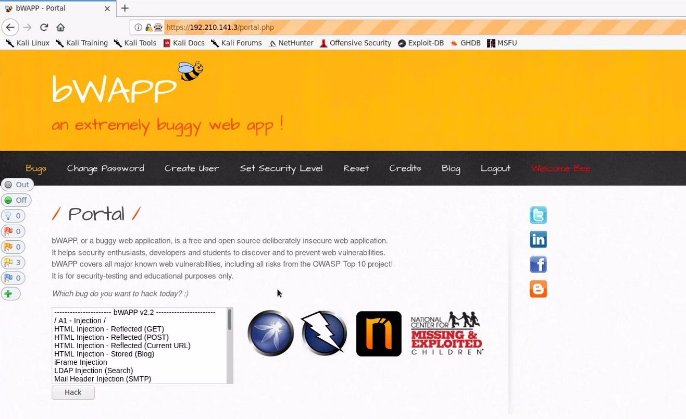 bWAPP - Portal
https://192.210.141.3/portal.php
Kali Linux Kali Training Kali Tools Kali Docs Kali Forums NetHunter Offensive Security Exploit-DB GHDB MSFU
bWAPP
an extremely buggy web app !
Bugs Change Password Create User Set Security Level Reset Credits Blog Logout Welcome Bee
Out
Off
0
0
0
3
0
/ Portal /
bWAPP, or a buggy web application, is a free and open source deliberately insecure web application.
It helps security enthusiasts, developers and students to discover and to prevent web vulnerabilities.
bWAPP covers all major known web vulnerabilities, including all risks from the OWASP Top 10 project!
It is for security-testing and educational purposes only.
Which bug do you want to hack today? :)
----------------------- bWAPP v2.2 -----------------------
/ A1 - Injection /
HTML Injection - Reflected (GET)
HTML Injection - Reflected (POST)
HTML Injection - Reflected (Current URL)
HTML Injection - Stored (Blog)
iFrame Injection
LDAP Injection (Search)
Mail Header Injection (SMTP)
NATIONAL CENTER FOR
MISSING &
EXPLOITED
CHILDREN
Hack